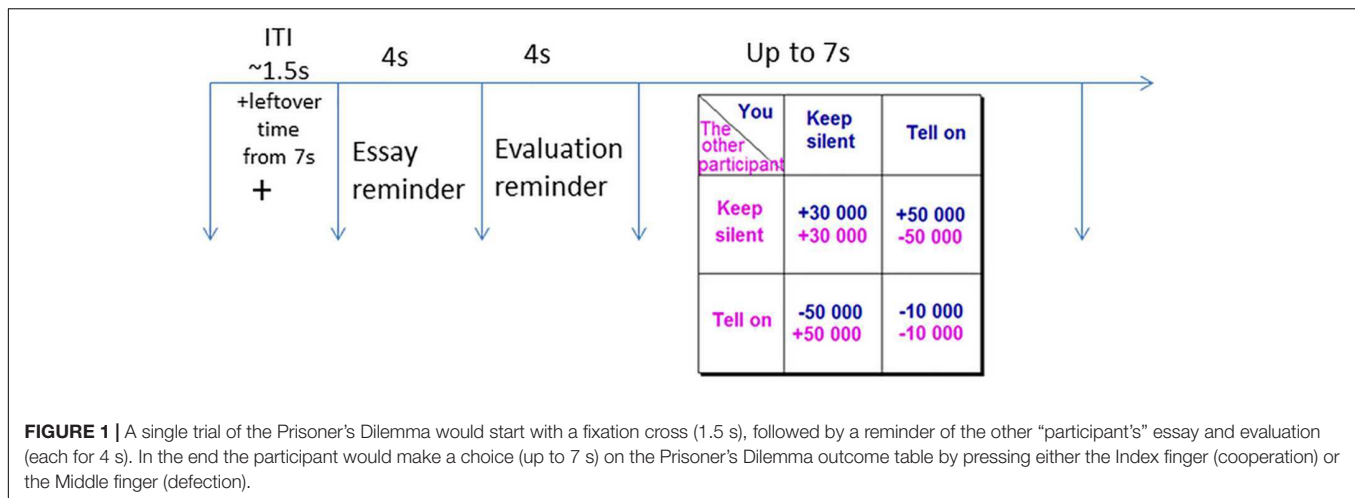 ITI
~1.5s
+leftover
time
from 7s
+
4s
Essay
reminder
4s
Evaluation
reminder
Up to 7s
You
The
other
participant
Keep
silent
Tell on
Keep
silent
+30 000
+30 000
+50 000
-50 000
Tell on
-50 000
+50 000
-10 000
-10 000
FIGURE 1 | A single trial of the Prisoner's Dilemma would start with a fixation cross (1.5 s), followed by a reminder of the other “participant's” essay and evaluation
(each for 4 s). In the end the participant would make a choice (up to 7 s) on the Prisoner's Dilemma outcome table by pressing either the Index finger (cooperation) or
the Middle finger (defection).